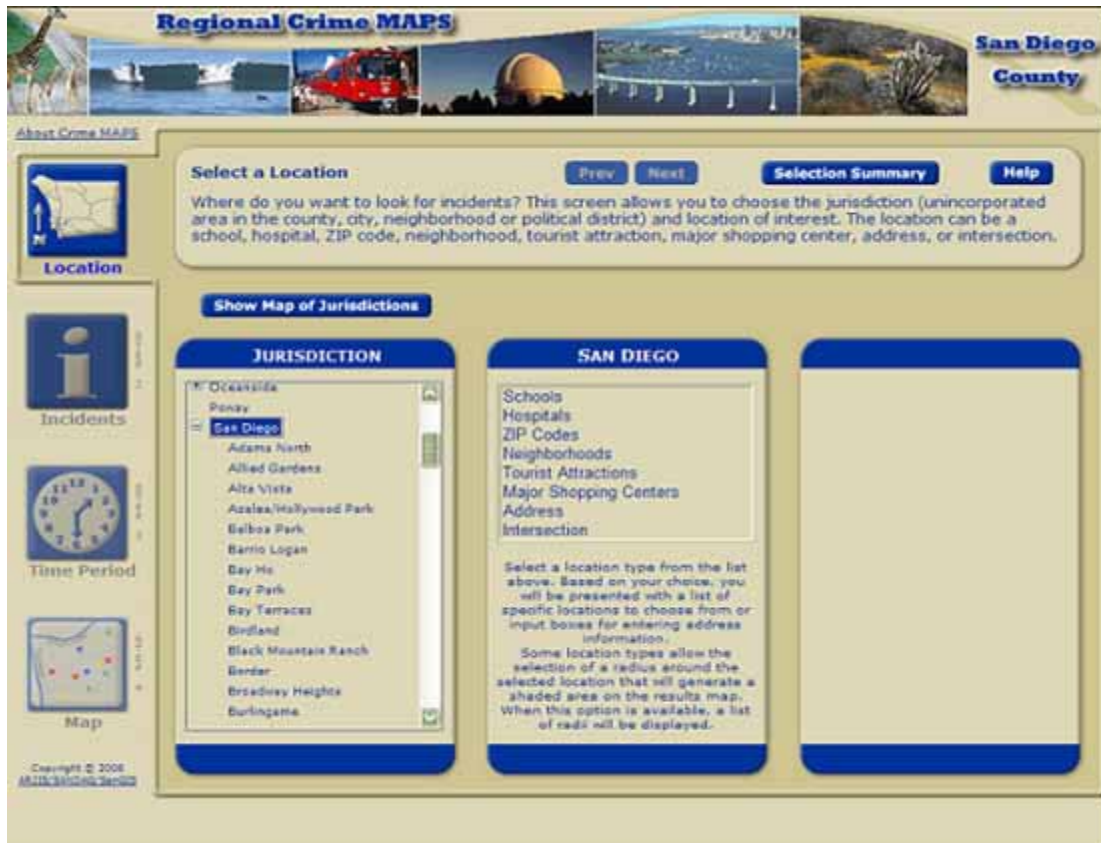 Regional Crime MAPS
San Diego
County
About Crime MAPS
Location
Incidents
Time Period
Map
Copyright © 2006
ARJIS/SANDAG/SanGIS
Select a Location
Prev
Next
Selection Summary
Help
Where do you want to look for incidents? This screen allows you to choose the jurisdiction (unincorporated
area in the county, city, neighborhood or political district) and location of interest. The location can be a
school, hospital, ZIP code, neighborhood, tourist attraction, major shopping center, address, or intersection.
Show Map of Jurisdictions
JURISDICTION
Oceanside
Poway
San Diego
Adams North
Allied Gardens
Alta Vista
Azalea/Hollywood Park
Balboa Park
Barrio Logan
Bay Ho
Bay Park
Bay Terraces
Birdland
Black Mountain Ranch
Border
Broadway Heights
Burlingame
SAN DIEGO
Schools
Hospitals
ZIP Codes
Neighborhoods
Tourist Attractions
Major Shopping Centers
Address
Intersection
Select a location type from the list
above. Based on your choice, you
will be presented with a list of
specific locations to choose from or
input boxes for entering address
information.
Some location types allow the
selection of a radius around the
selected location that will generate a
shaded area on the results map.
When this option is available, a list
of radii will be displayed.